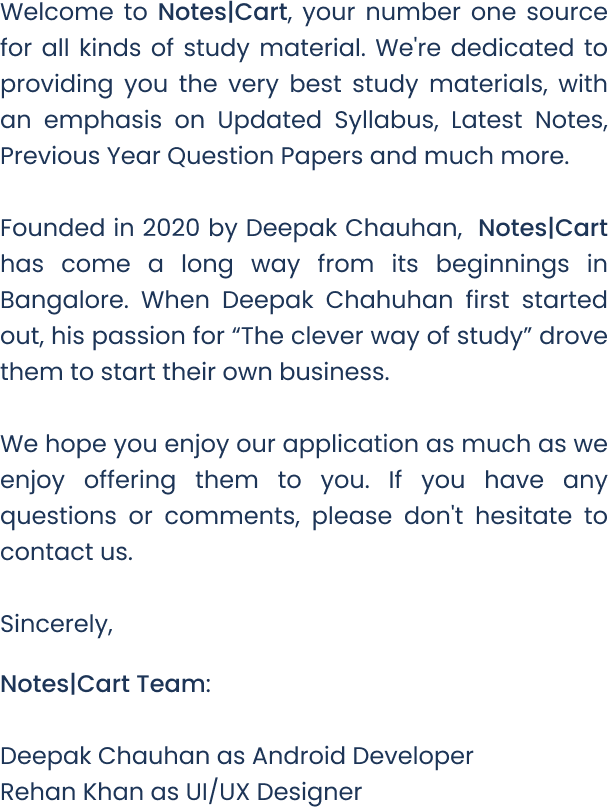 Welcome to Notes|Cart, your number one source
for all kinds of study material. We're dedicated to
providing you the very best study materials, with
an emphasis on Updated Syllabus, Latest Notes,
Previous Year Question Papers and much more.
Founded in 2020 by Deepak Chauhan, Notes|Cart
has come a long way from its beginnings in
Bangalore. When Deepak Chahuhan first started
out, his passion for “The clever way of study” drove
them to start their own business.
We hope you enjoy our application as much as we
enjoy offering them to you. If you have any
questions or comments, please don't hesitate to
contact us.
Sincerely,
Notes|Cart Team:
Deepak Chauhan as Android Developer
Rehan Khan as UI/UX Designer